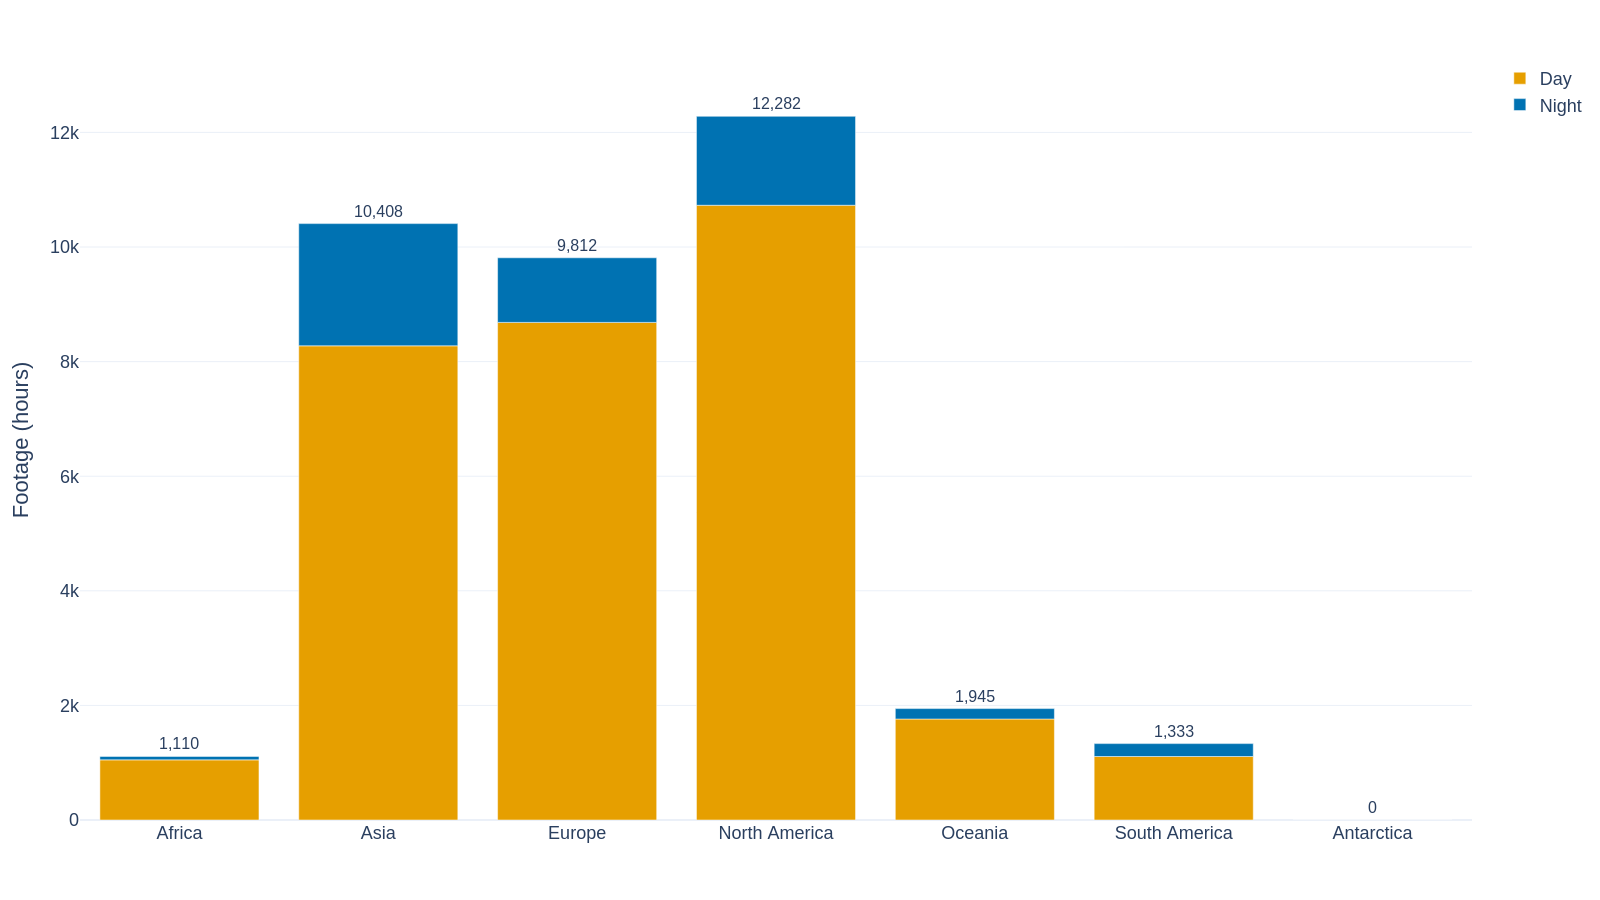 Day
Night
Footage (hours)
12k
10k
8k
6k
4k
2k
0
1,110
10,408
9,812
12,282
1,945
1,333
0
Africa
Asia
Europe
North America
Oceania
South America
Antarctica